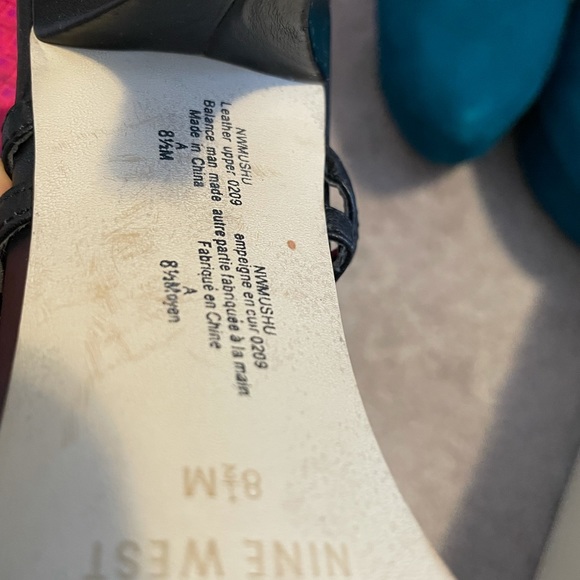 NWMUSHU
Leather upper 0209
Balance man made
Made in China
A
8½M
NWMUSHU
empeigne en cuir 0209
autre partie fabriquée à la main
Fabriqué en Chine
A
8½Moyen
8½M
NINE WEST